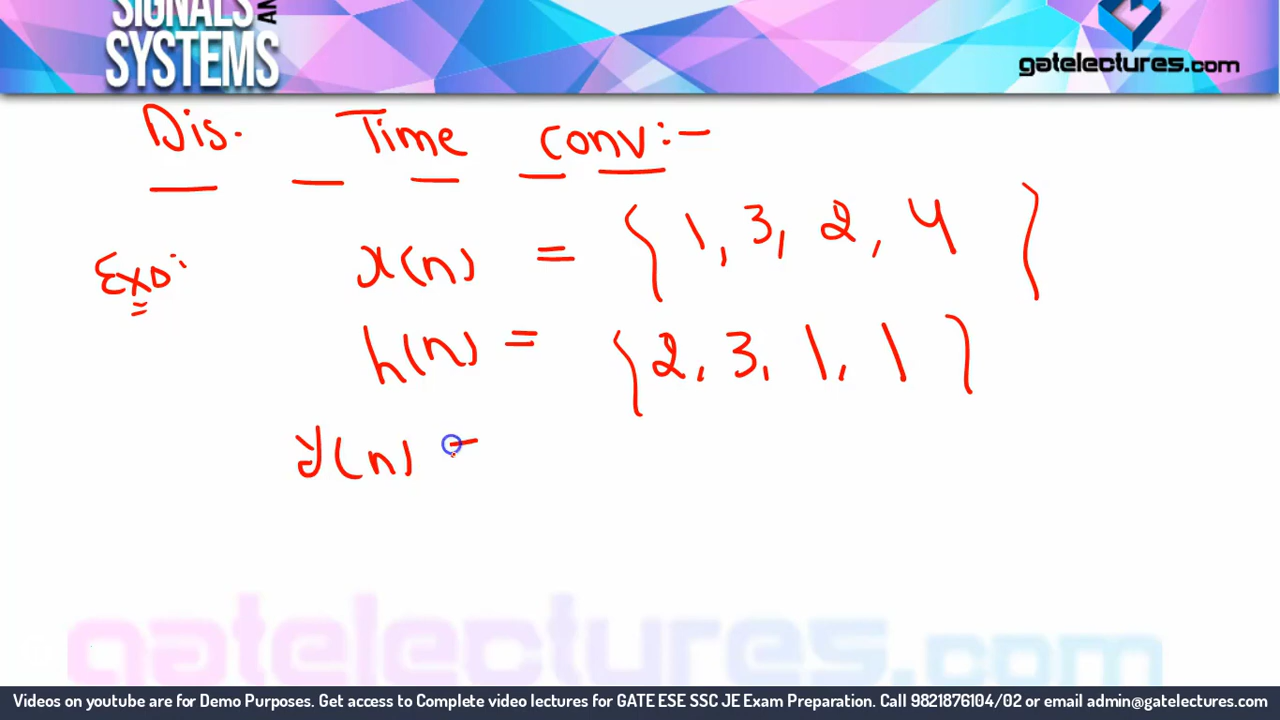 SIGNALS AND
SYSTEMS
gatelectures.com
Dis. Time conv:-
Exp:
x(n) = { 1, 3, 2, 4 }
h(n) = { 2, 3, 1, 1 }
y(n) =
gatelectures.com
Videos on youtube are for Demo Purposes. Get access to Complete video lectures for GATE ESE SSC JE Exam Preparation. Call 9821876104/02 or email admin@gatelectures.com